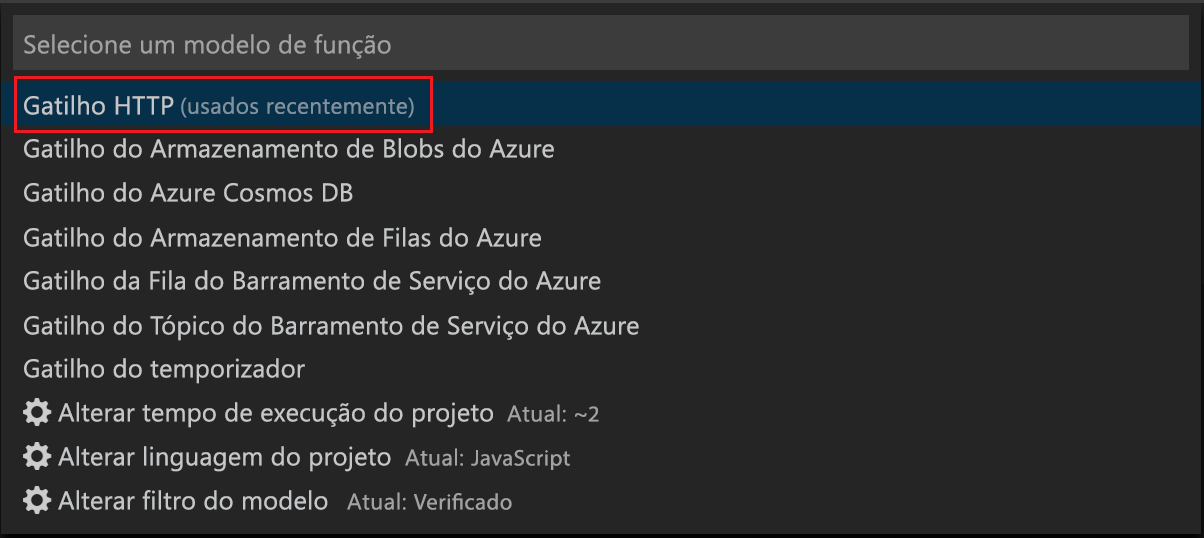 Selecione um modelo de função
Gatilho HTTP (usados recentemente)
Gatilho do Armazenamento de Blobs do Azure
Gatilho do Azure Cosmos DB
Gatilho do Armazenamento de Filas do Azure
Gatilho da Fila do Barramento de Serviço do Azure
Gatilho do Tópico do Barramento de Serviço do Azure
Gatilho do temporizador
Alterar tempo de execução do projeto Atual: ~2
Alterar linguagem do projeto Atual: JavaScript
Alterar filtro do modelo Atual: Verificado